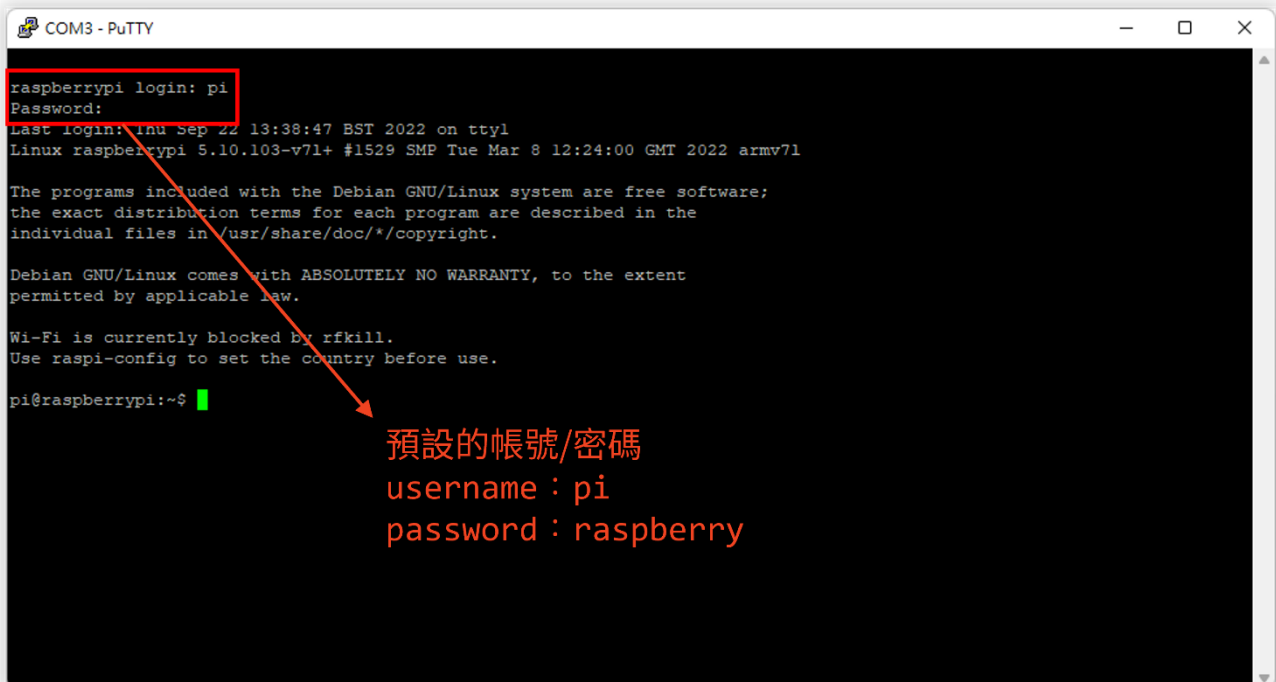 COM3 - PuTTY
raspberrypi login: pi
Password:
Last login: Thu Sep 22 13:38:47 BST 2022 on tty1
Linux raspberrypi 5.10.103-v7l+ #1529 SMP Tue Mar 8 12:24:00 GMT 2022 armv7l
The programs included with the Debian GNU/Linux system are free software;
the exact distribution terms for each program are described in the
individual files in /usr/share/doc/*/copyright.
Debian GNU/Linux comes with ABSOLUTELY NO WARRANTY, to the extent
permitted by applicable law.
Wi-Fi is currently blocked by rfkill.
Use raspi-config to set the country before use.
pi@raspberrypi:~$
預設的帳號/密碼
username：pi
password：raspberry